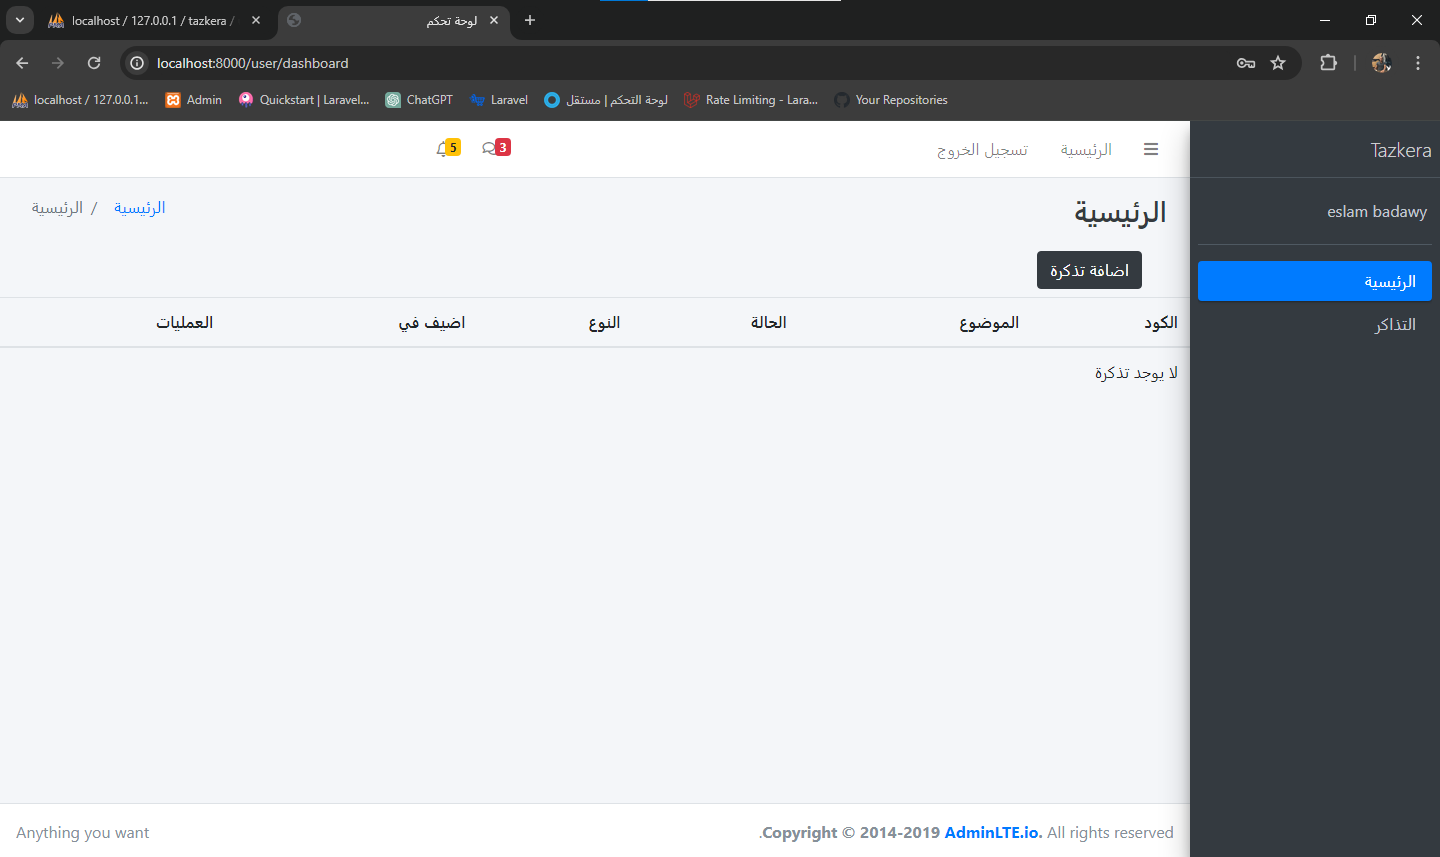 localhost / 127.0.0.1 / tazkera /
لوحة تحكم
localhost:8000/user/dashboard
localhost / 127.0.0.1...
Admin
Quickstart | Laravel...
ChatGPT
Laravel
لوحة التحكم | مستقل
Rate Limiting - Lara...
Your Repositories
Tazkera
الرئيسية
تسجيل الخروج
3
5
eslam badawy
الرئيسية
التذاكر
الرئيسية
الرئيسية / الرئيسية
اضافة تذكرة
الكود الموضوع الحالة النوع اضيف في العمليات
لا يوجد تذكرة
.Copyright © 2014-2019 AdminLTE.io. All rights reserved
Anything you want